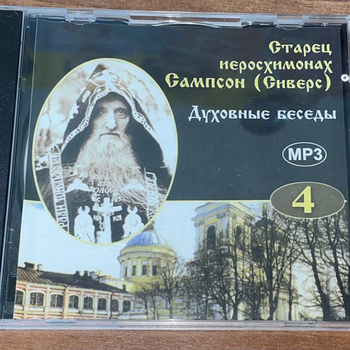 Старец
иеросхимонах
Сампсон (Сиверс)
Духовные беседы
MP3
4